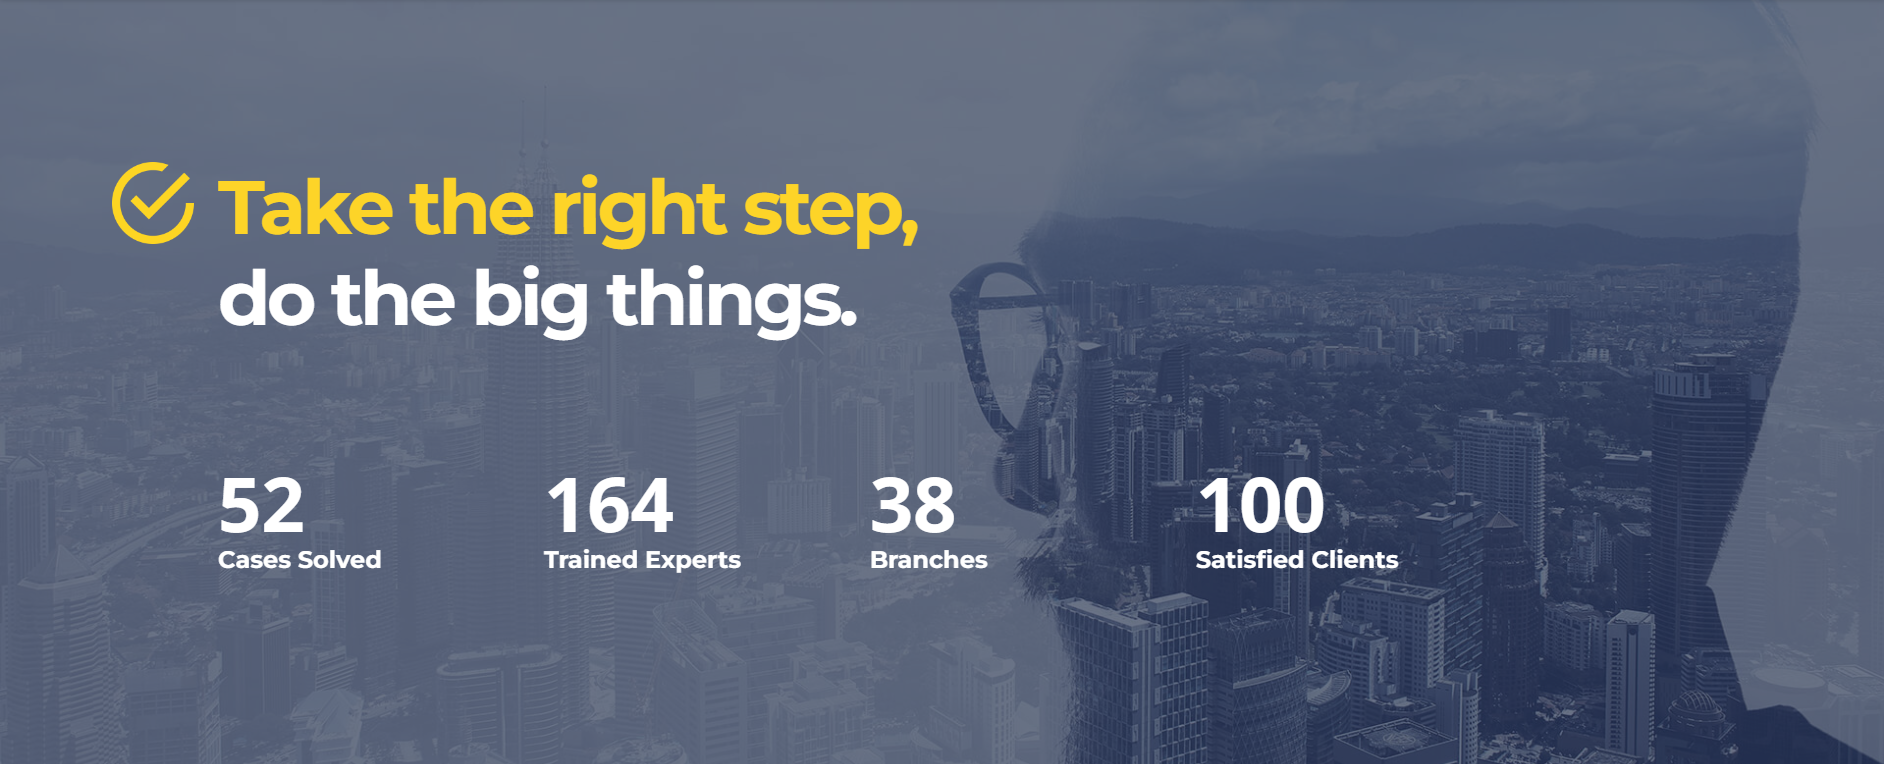 Take the right step,
do the big things.
52
Cases Solved
164
Trained Experts
38
Branches
100
Satisfied Clients